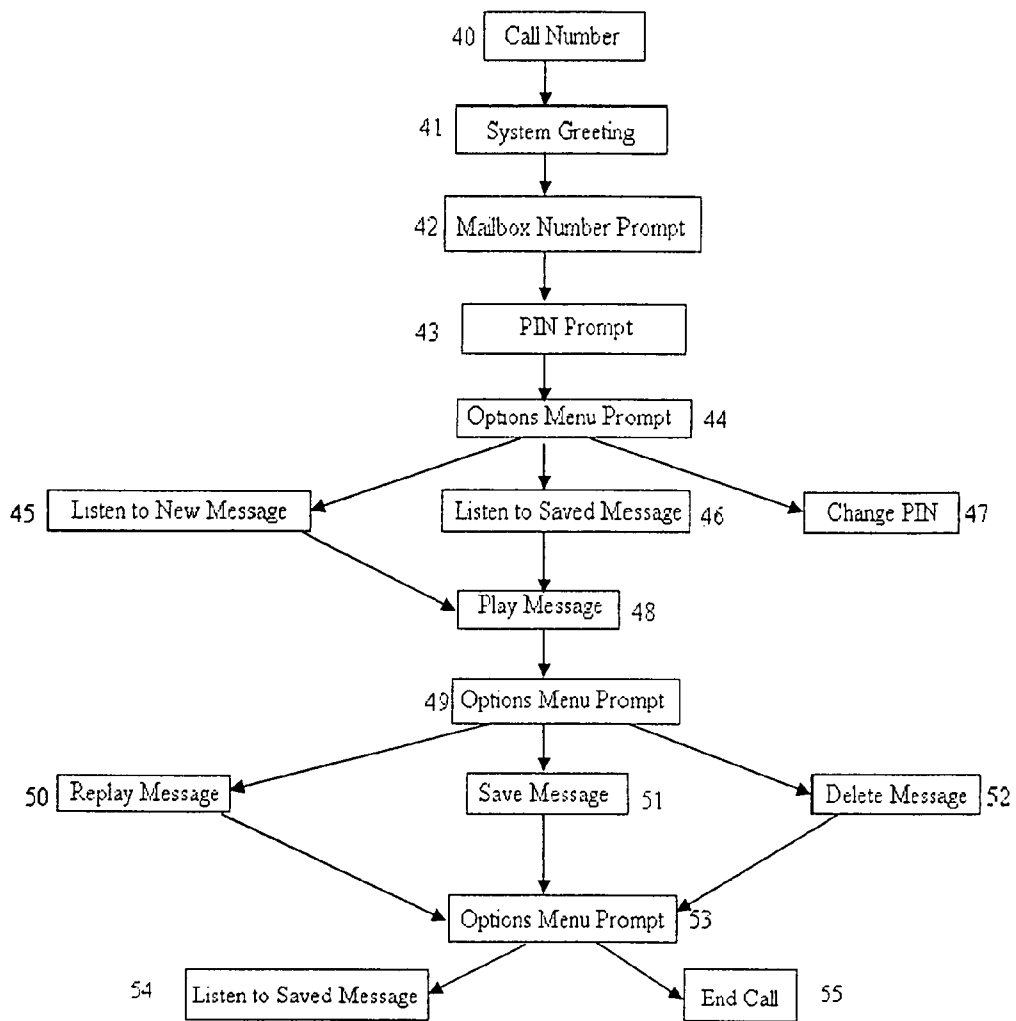 40 Call Number
41 System Greeting
42 Mailbox Number Prompt
43 PIN Prompt
Options Menu Prompt 44
45 Listen to New Message
Listen to Saved Message 46
Change PIN 47
Play Message 48
49 Options Menu Prompt
50 Replay Message
Save Message 51
Delete Message 52
Options Menu Prompt 53
54 Listen to Saved Message
End Call 55